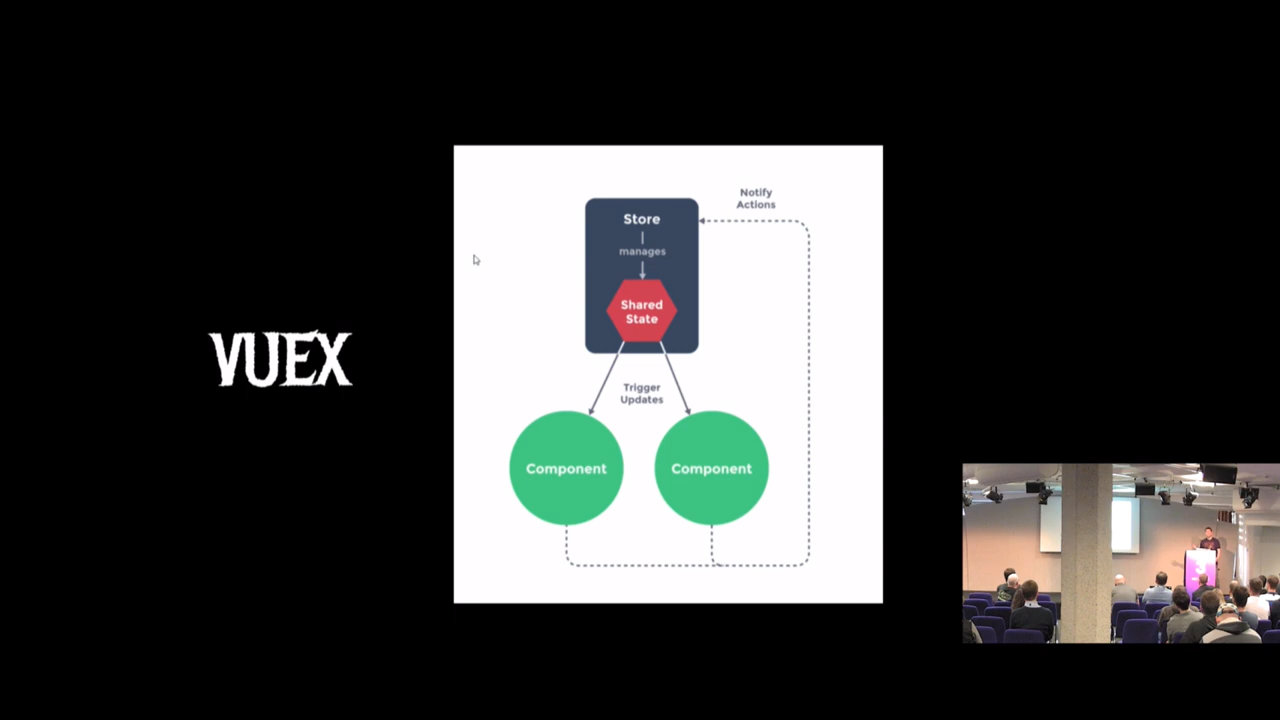 VUEX
Notify
Actions
Store
manages
Shared
State
Trigger
Updates
Component
Component